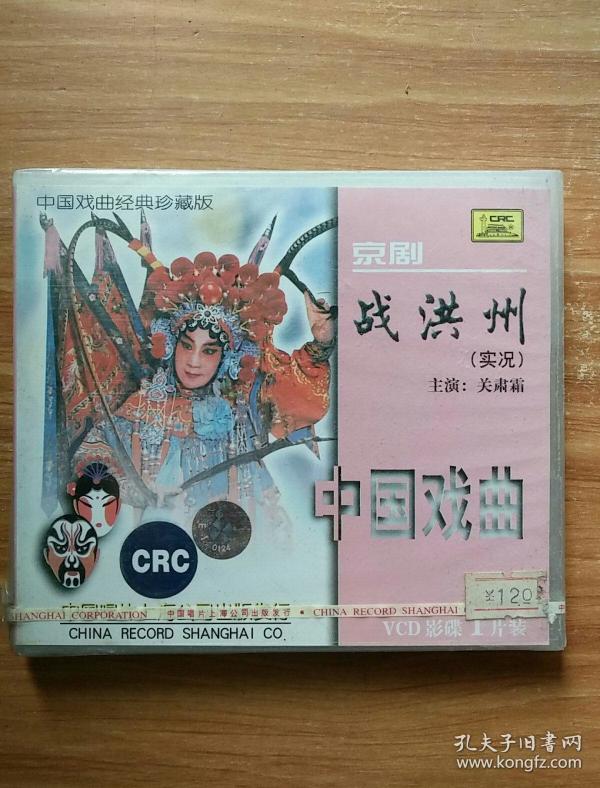 中国戏曲经典珍藏版
CRC
京剧
战洪州
(实况)
主演：关肃霜
中国戏曲
0124
CRC
¥120
SHANGHAI CORPORATION 中国唱片上海公司出版发行 • CHINA RECORD SHANGHAI
CHINA RECORD SHANGHAI CO.
VCD影碟1片装
孔夫子旧书网
www.kongfz.com